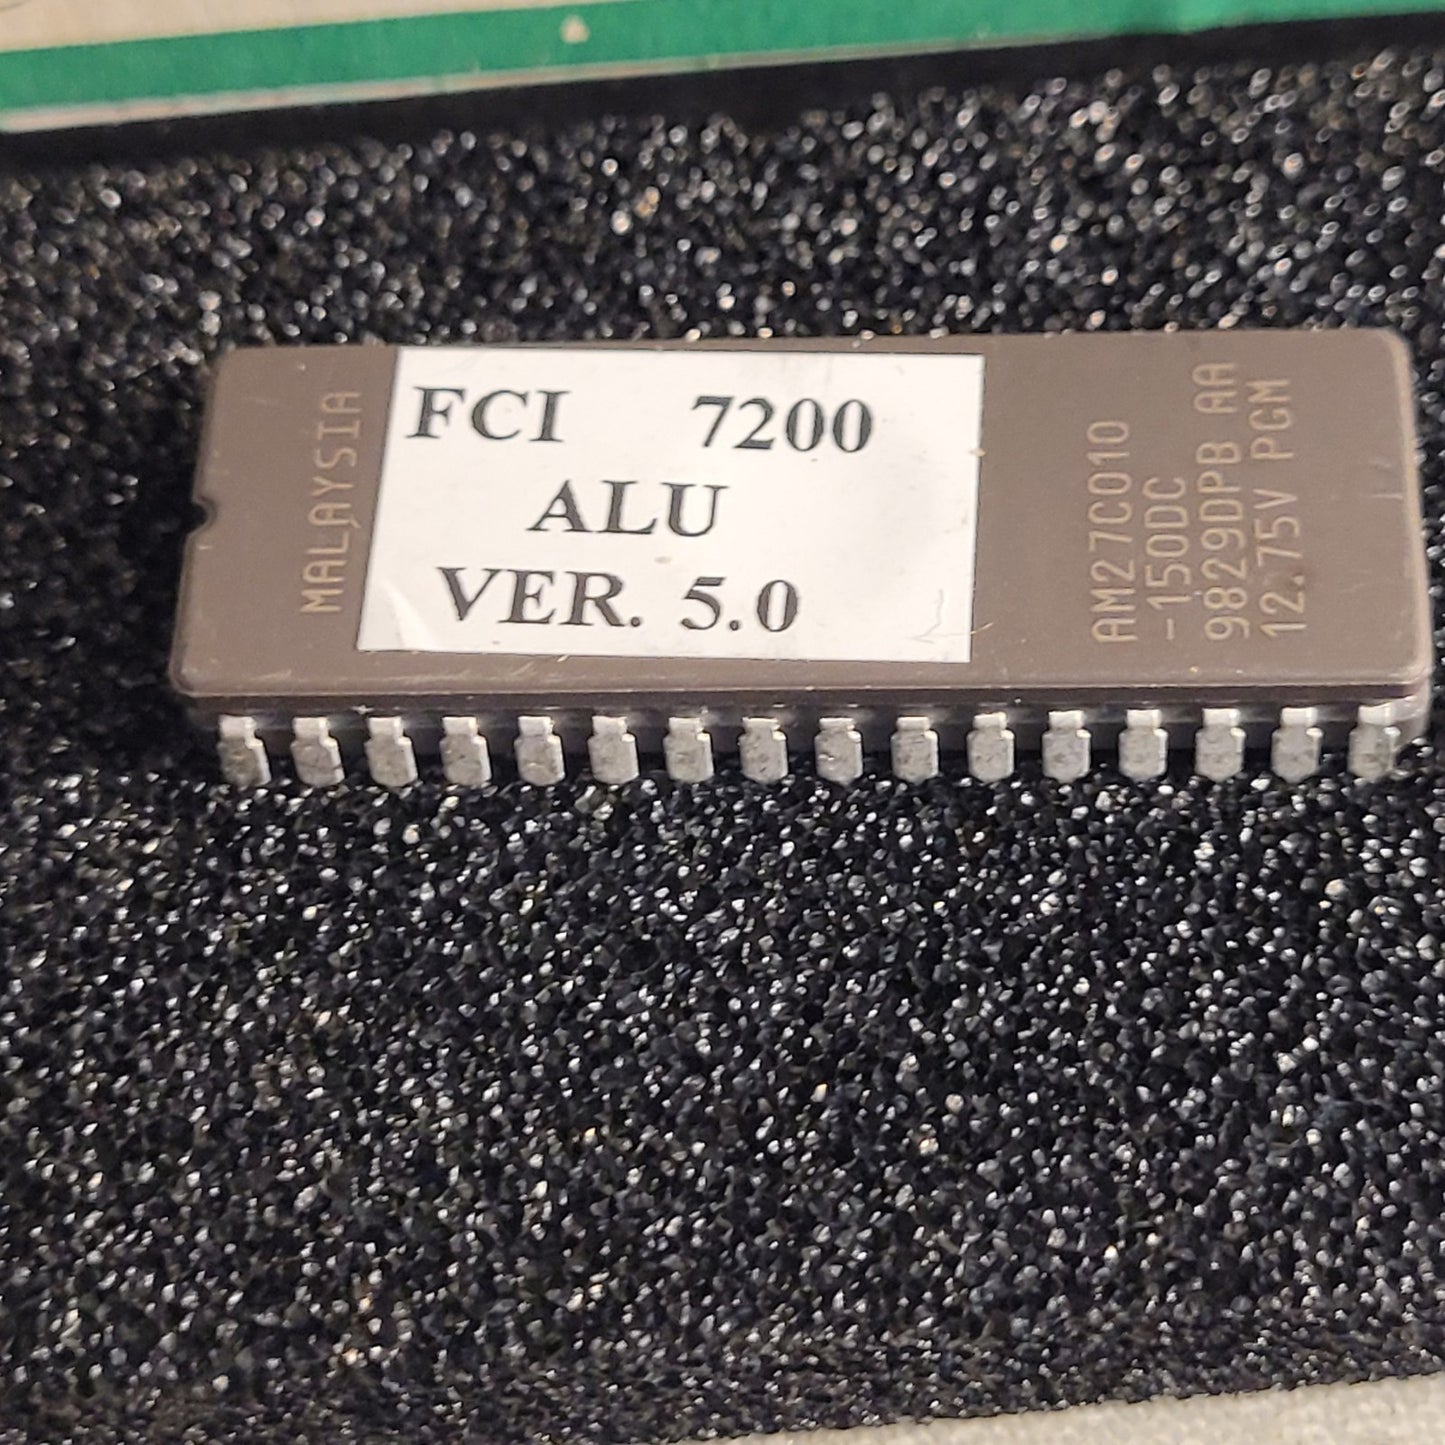 MALAYSIA
FCI 7200
ALU
VER. 5.0
AM27C010
-150DC
9829DPB AA
12.75V PGM